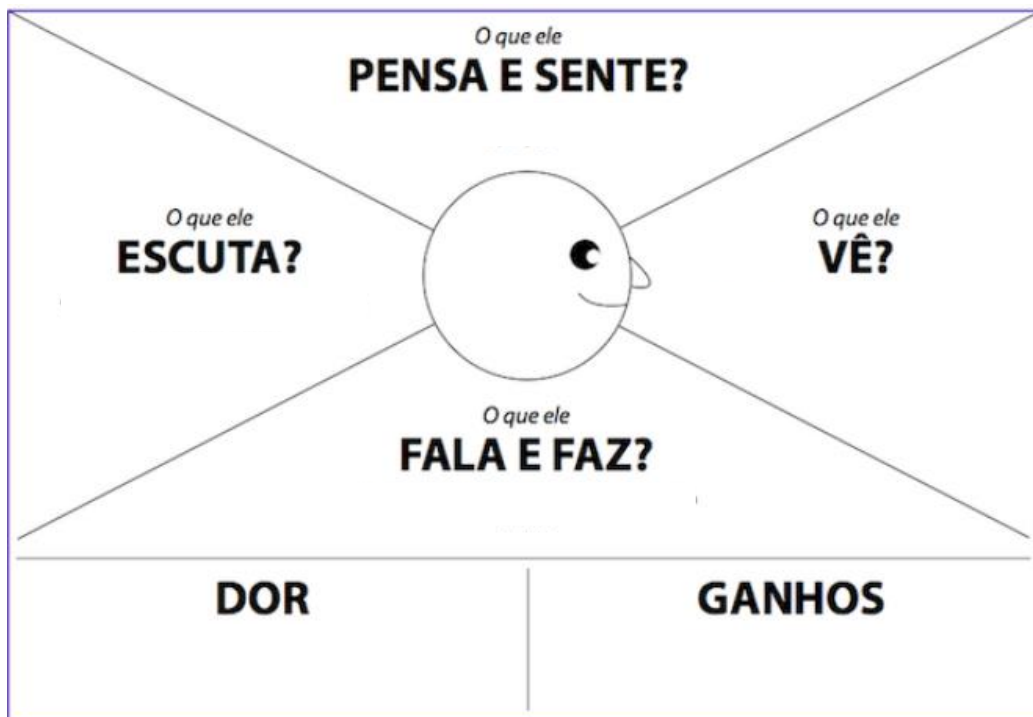 O que ele
PENSA E SENTE?
O que ele
ESCUTA?
O que ele
VÊ?
O que ele
FALA E FAZ?
DOR
GANHOS